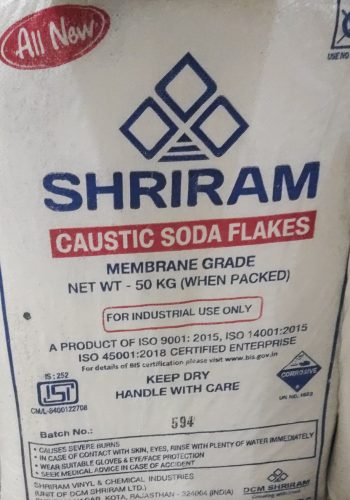 All New
USE NO
SHRIRAM
CAUSTIC SODA FLAKES
MEMBRANE GRADE
NET WT - 50 KG (WHEN PACKED)
FOR INDUSTRIAL USE ONLY
A PRODUCT OF ISO 9001: 2015, ISO 14001:2015
ISO 45001:2018 CERTIFIED ENTERPRISE
For details of BIS certification please visit www.bis.gov.in
IS : 252
CM/L-8400122706
KEEP DRY
HANDLE WITH CARE
CORROSIVE
UN NO. 1823
Batch No.: 594
• CAUSES SEVERE BURNS
• IN CASE OF CONTACT WITH SKIN, EYES, RINSE WITH PLENTY OF WATER IMMEDIATELY
• WEAR SUITABLE GLOVES & EYE/FACE PROTECTION
• SEEK MEDICAL ADVICE IN CASE OF ACCIDENT
SHRIRAM VINYL & CHEMICAL INDUSTRIES
(UNIT OF DCM SHRIRAM LTD.)
KOTA, RAJASTHAN - 324004 (INDIA)
DCM SHRIRAM